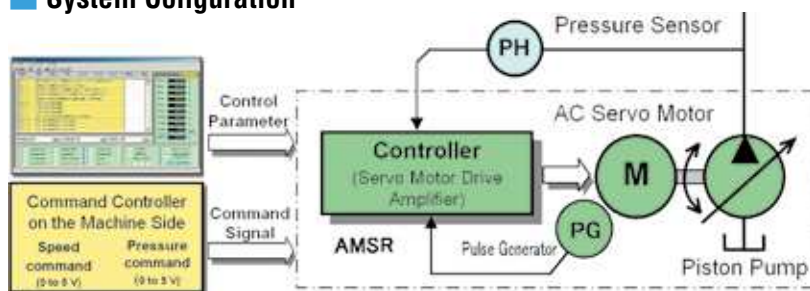 System Configuration
Pressure Sensor
PH
Control
Parameter
AC Servo Motor
Controller
(Servo Motor Drive
Amplifier)
M
Command Controller
on the Machine Side
Speed
command
(0 to 5 V)
Pressure
command
(0 to 5 V)
Command
Signal
AMSR
Pulse Generator
PG
Piston Pump